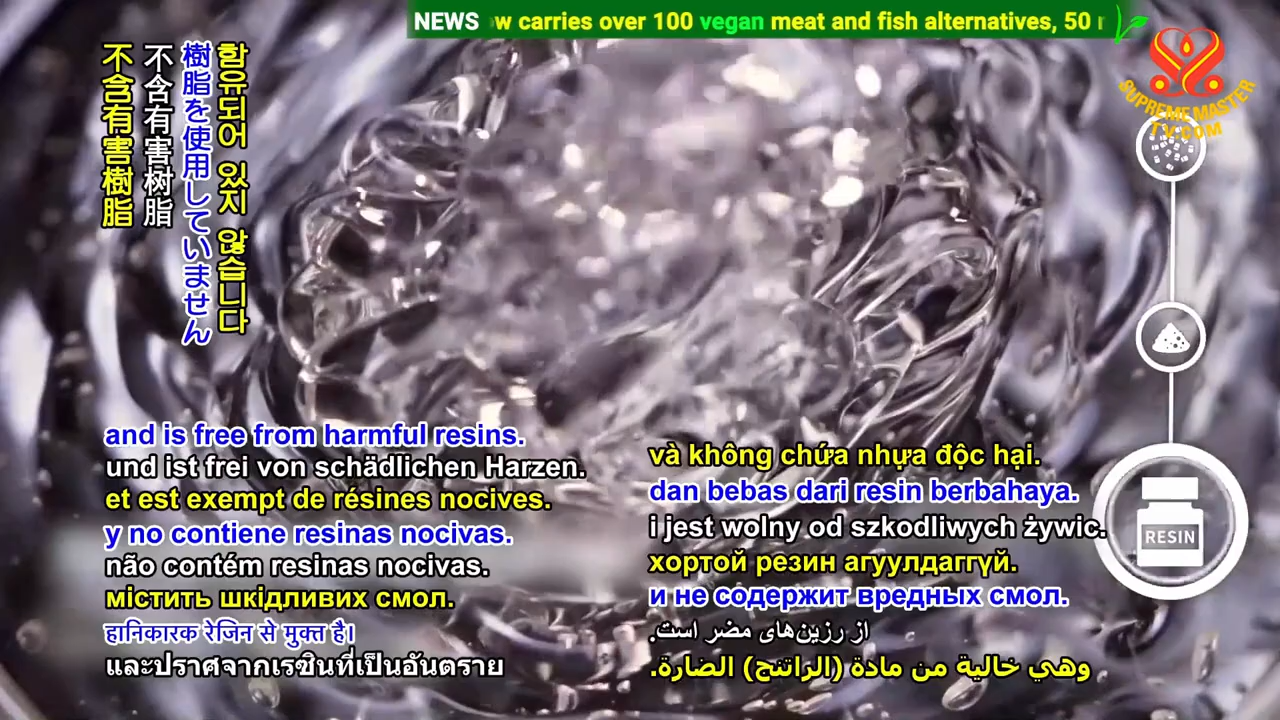 NEWS w carries over 100 vegan meat and fish alternatives, 50
SUPREME MASTER
TV.COM
함유되어 있지 않습니다
樹脂を使用していません
不含有害树脂
不含有害樹脂
and is free from harmful resins.
und ist frei von schädlichen Harzen.
et est exempt de résines nocives.
y no contiene resinas nocivas.
não contém resinas nocivas.
містить шкідливих смол.
हानिकारक रेजिन से मुक्त है।
และปราศจากเรซินที่เป็นอันตราย
và không chứa nhựa độc hại.
dan bebas dari resin berbahaya.
i jest wolny od szkodliwych żywic.
хортой резин агуулдаггүй.
и не содержит вредных смол.
از رزین‌های مضر است.
وهي خالية من مادة (الراتنج) الضارة.
RESIN